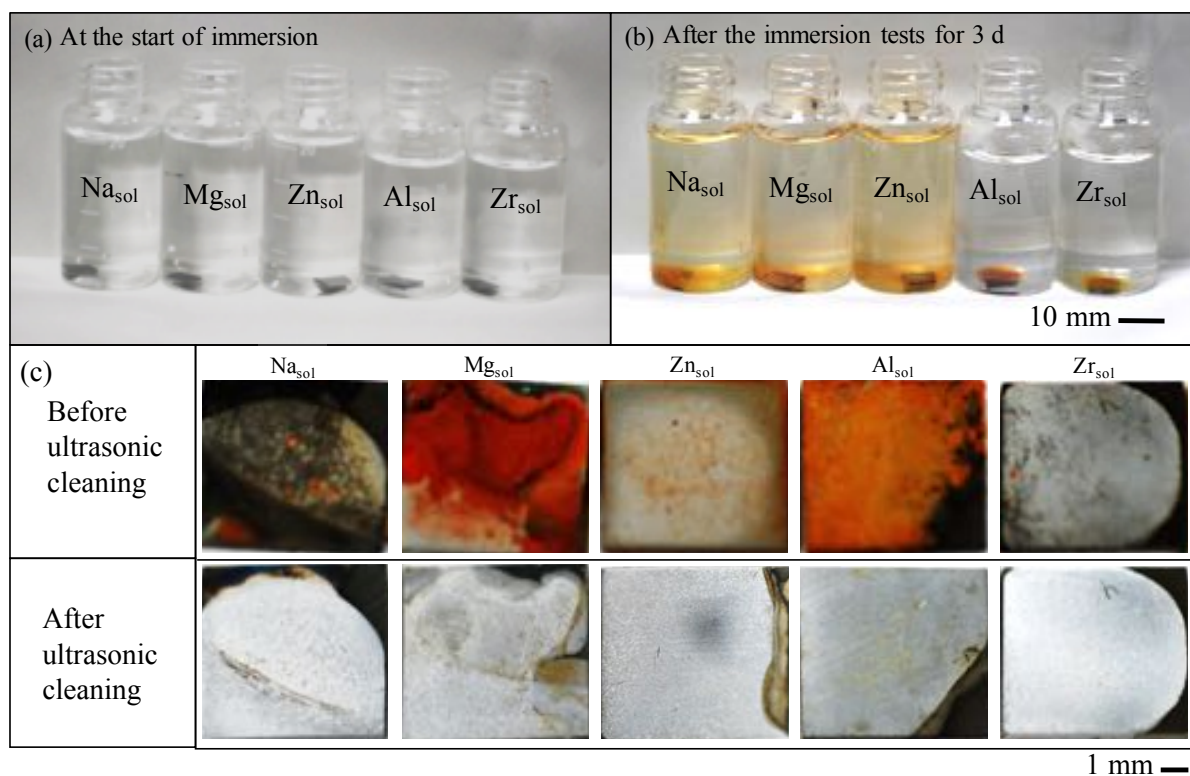 (a) At the start of immersion
(b) After the immersion tests for 3 d
Na_sol Mg_sol Zn_sol Al_sol Zr_sol
Na_sol Mg_sol Zn_sol Al_sol Zr_sol
10 mm
(c)
Na_sol Mg_sol Zn_sol Al_sol Zr_sol
Before
ultrasonic
cleaning
After
ultrasonic
cleaning
1 mm